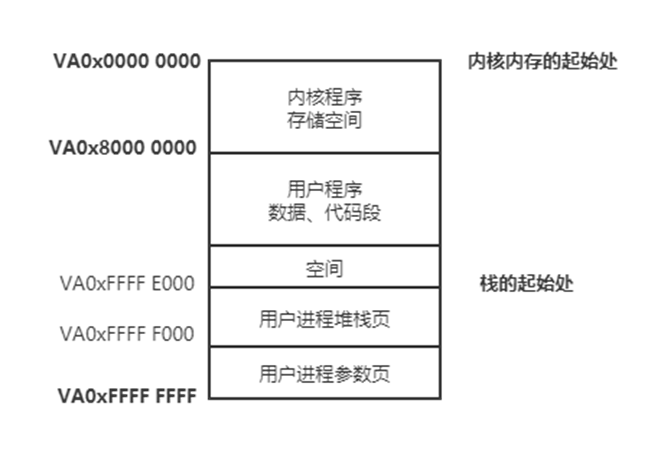 VA0x0000 0000
内核内存的起始处
内核程序
存储空间
VA0x8000 0000
用户程序
数据、代码段
空间
VA0xFFFF E000
栈的起始处
用户进程堆栈页
VA0xFFFF F000
用户进程参数页
VA0xFFFF FFFF